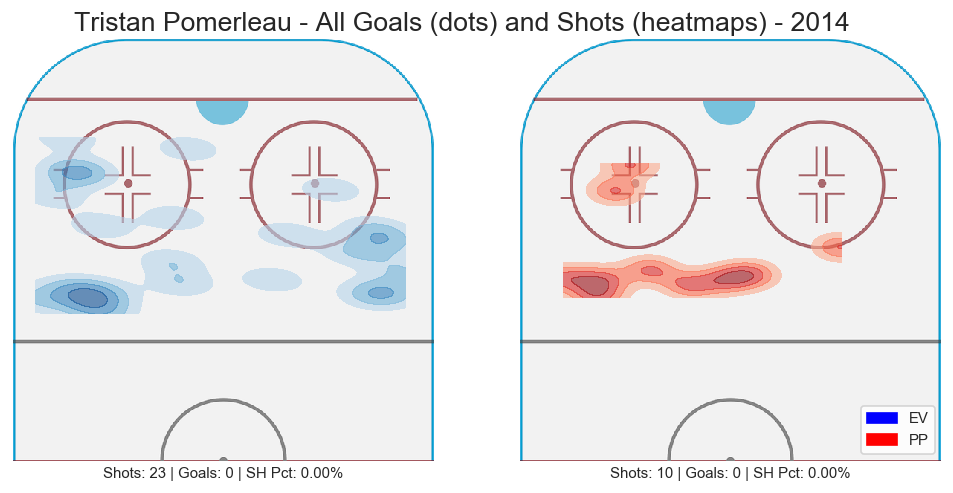 Tristan Pomerleau - All Goals (dots) and Shots (heatmaps) - 2014
EV
PP
Shots: 23 | Goals: 0 | SH Pct: 0.00%
Shots: 10 | Goals: 0 | SH Pct: 0.00%